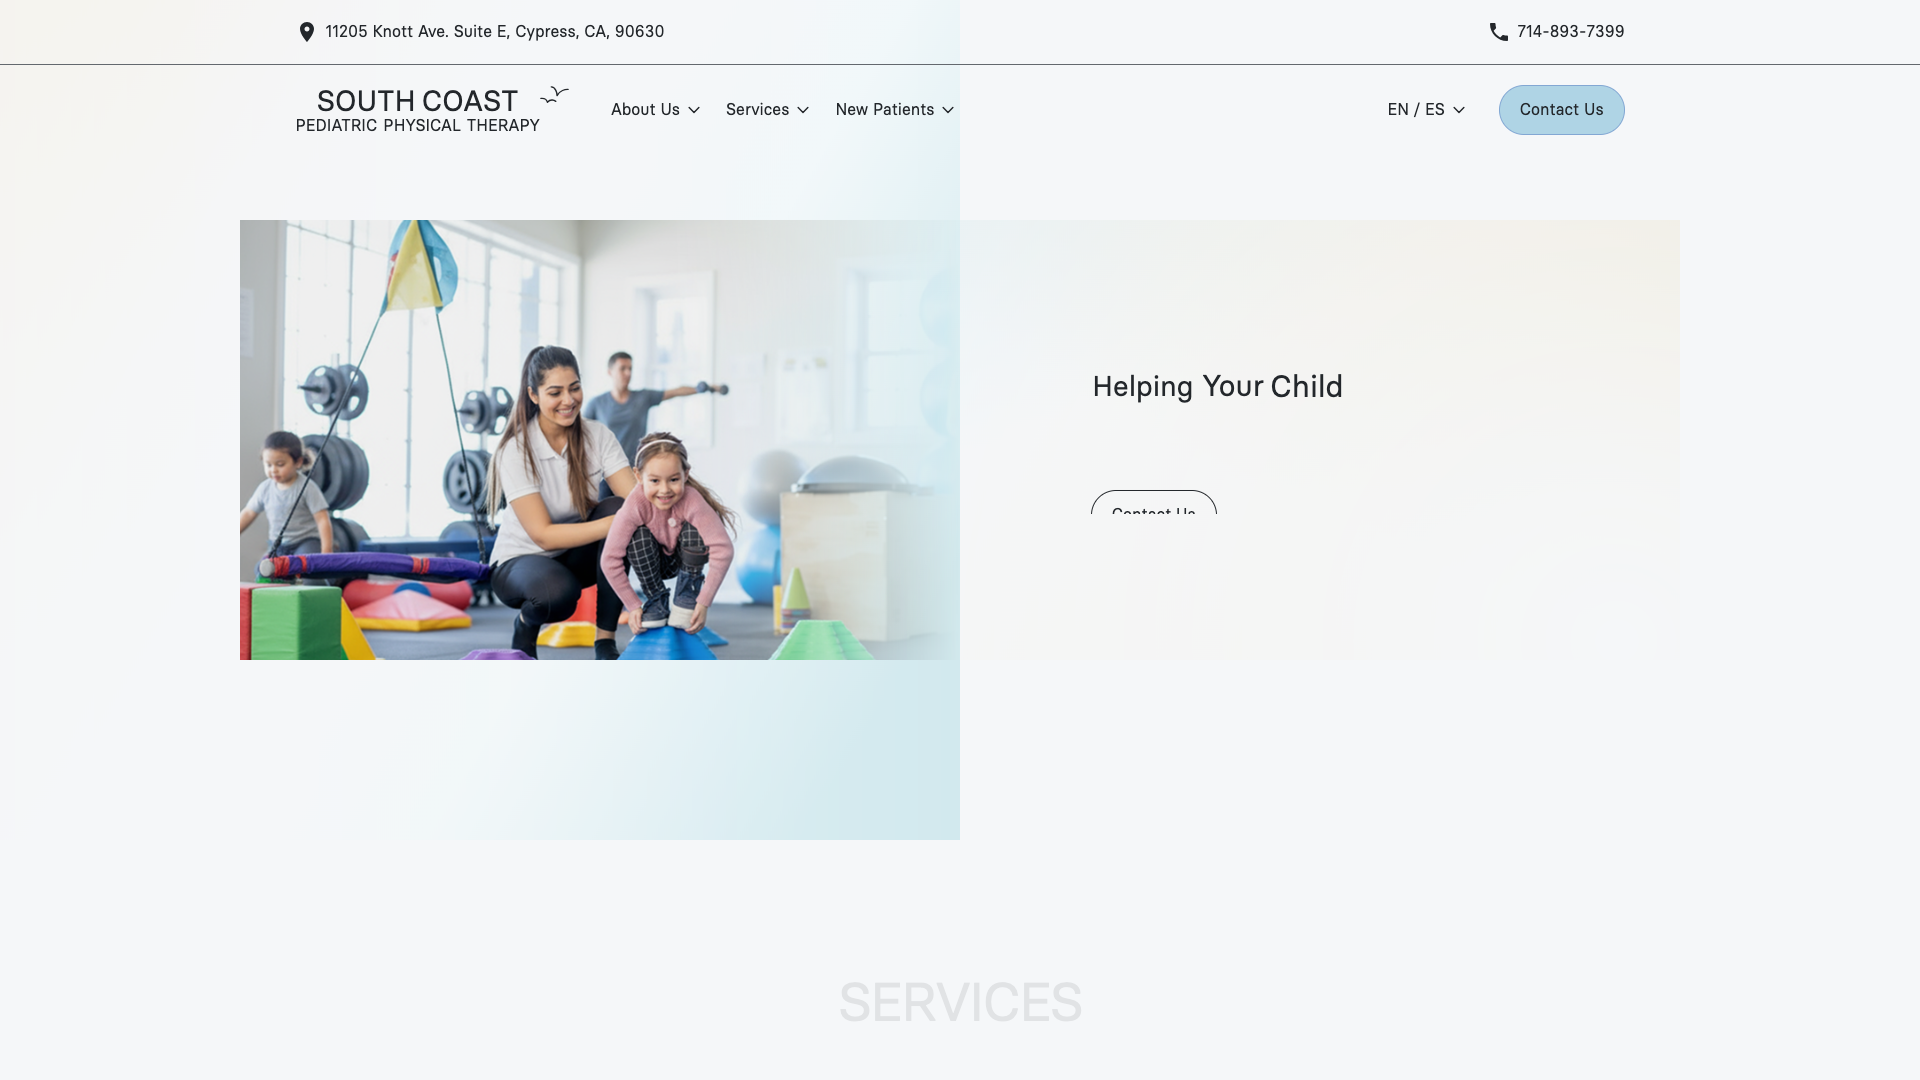 11205 Knott Ave. Suite E, Cypress, CA, 90630
714-893-7399
SOUTH COAST
PEDIATRIC PHYSICAL THERAPY
About Us
Services
New Patients
EN / ES
Contact Us
Helping Your Child
Contact Us
SERVICES